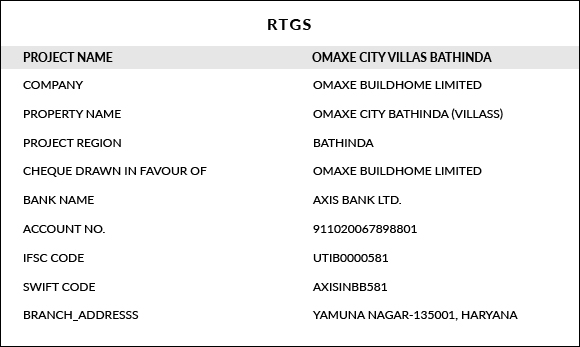 RTGS
PROJECT NAME OMAXE CITY VILLAS BATHINDA
COMPANY OMAXE BUILDHOME LIMITED
PROPERTY NAME OMAXE CITY BATHINDA (VILLASS)
PROJECT REGION BATHINDA
CHEQUE DRAWN IN FAVOUR OF OMAXE BUILDHOME LIMITED
BANK NAME AXIS BANK LTD.
ACCOUNT NO. 911020067898801
IFSC CODE UTIB0000581
SWIFT CODE AXISINBB581
BRANCH_ADDRESSS YAMUNA NAGAR-135001, HARYANA